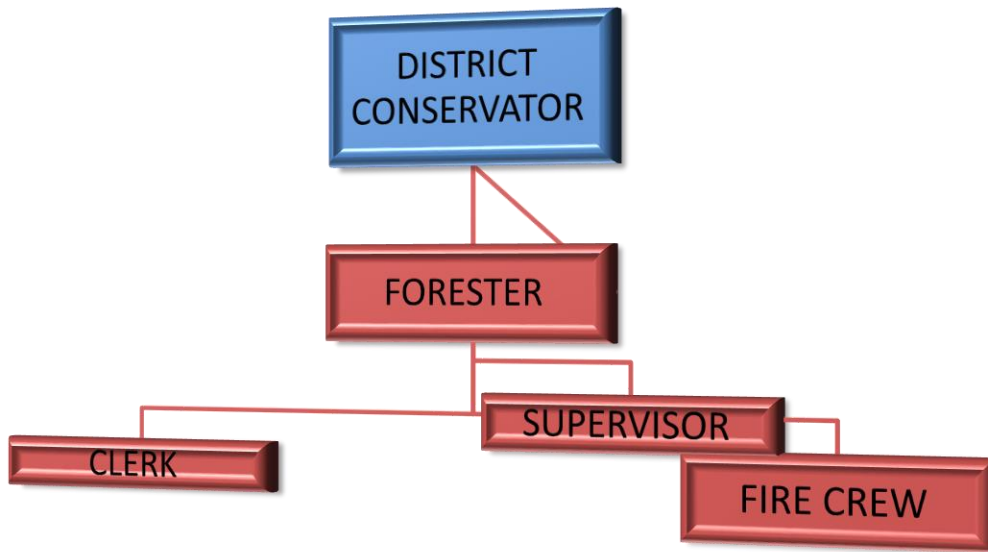 DISTRICT
CONSERVATOR
FORESTER
SUPERVISOR
CLERK
FIRE CREW